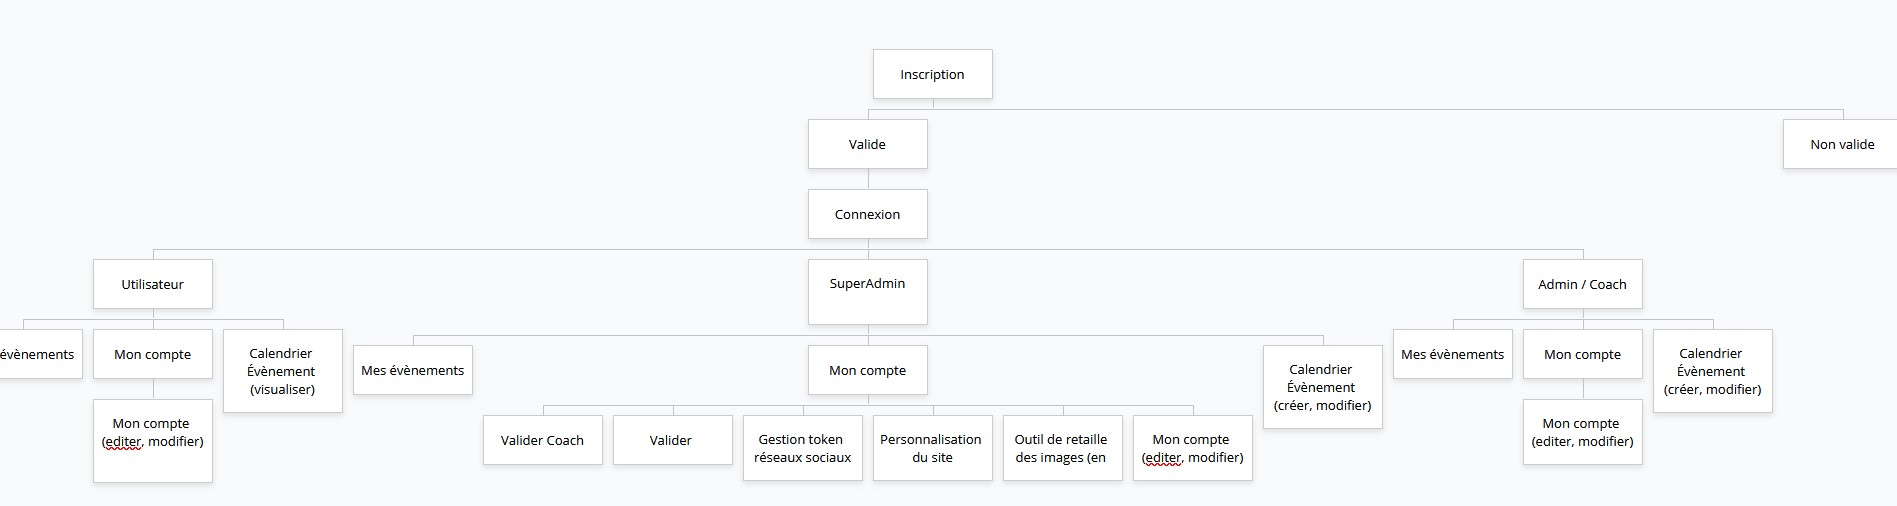 Inscription
Valide
Non valide
Connexion
Utilisateur
SuperAdmin
Admin / Coach
évènements
Mon compte
Calendrier
Évènement
(visualiser)
Mes évènements
Mon compte
Calendrier
Évènement
(créer, modifier)
Mes évènements
Mon compte
Calendrier
Évènement
(créer, modifier)
Mon compte
(editer, modifier)
Valider Coach
Valider
Gestion token
réseaux sociaux
Personnalisation
du site
Outil de retaille
des images (en
Mon compte
(editer, modifier)
Mon compte
(editer, modifier)